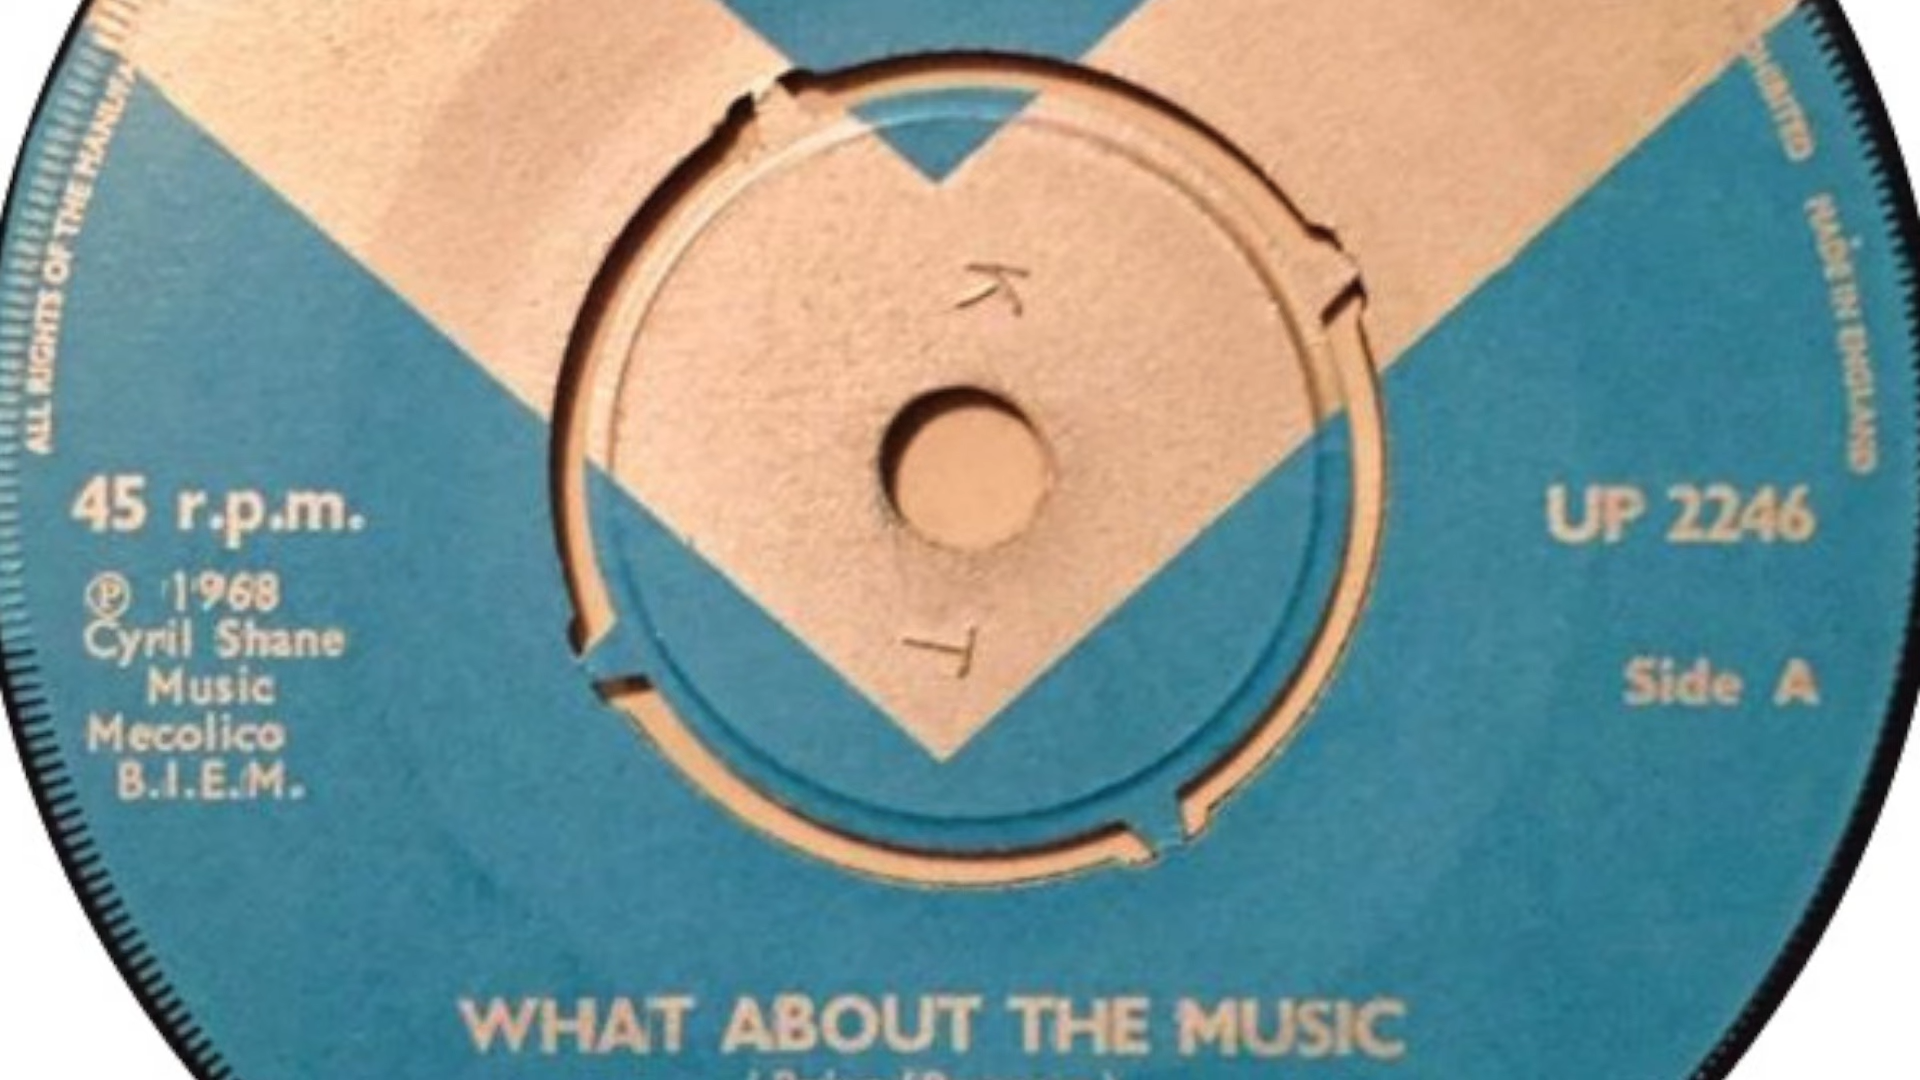 ALL RIGHTS OF THE
MADE IN ENGLAND
K
T
45 r.p.m.
Ⓟ 1968
Cyril Shane
Music
Mecolico
B.I.E.M.
UP 2246
Side A
WHAT ABOUT THE MUSIC